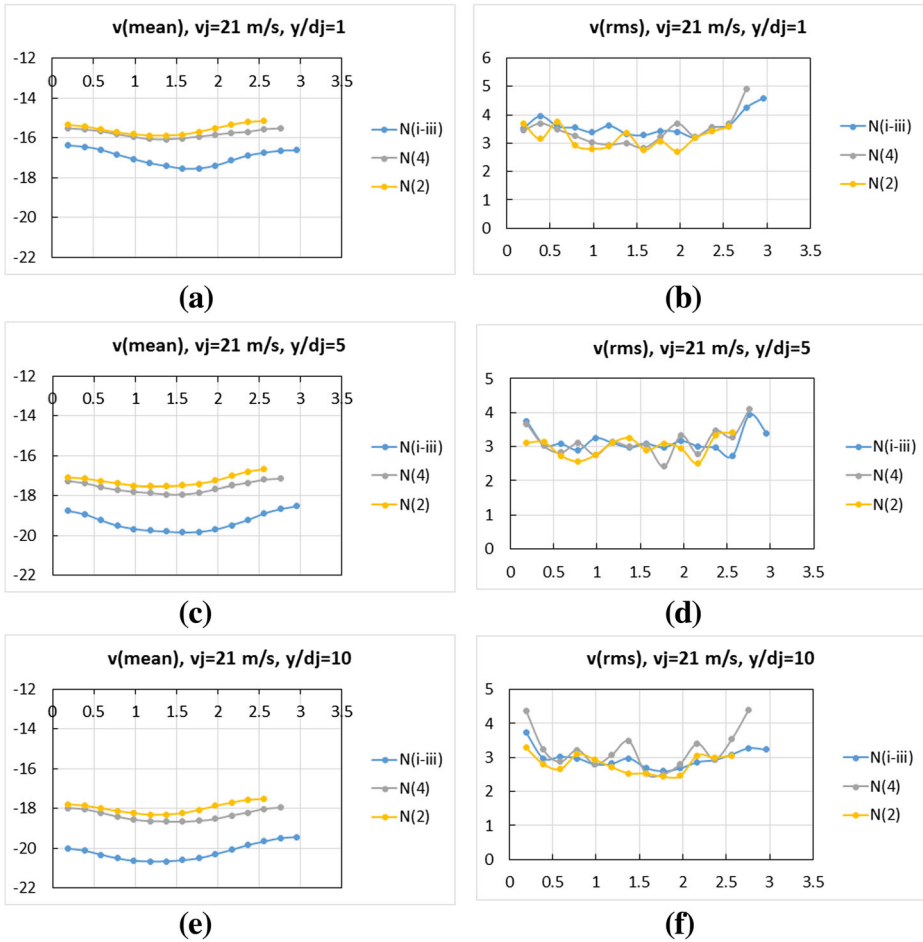 v(mean), vj=21 m/s, y/dj=1
-12
0 0.5 1 1.5 2 2.5 3 3.5
-14
-16
-18
-20
-22
N(i-iii)
N(4)
N(2)
(a)
v(rms), vj=21 m/s, y/dj=1
6
5
4
3
2
1
0
0 0.5 1 1.5 2 2.5 3 3.5
N(i-iii)
N(4)
N(2)
(b)
v(mean), vj=21 m/s, y/dj=5
-12
0 0.5 1 1.5 2 2.5 3 3.5
-14
-16
-18
-20
-22
N(i-iii)
N(4)
N(2)
(c)
v(rms), vj=21 m/s, y/dj=5
5
4
3
2
1
0
0 0.5 1 1.5 2 2.5 3 3.5
N(i-iii)
N(4)
N(2)
(d)
v(mean), vj=21 m/s, y/dj=10
-12
0 0.5 1 1.5 2 2.5 3 3.5
-14
-16
-18
-20
-22
N(i-iii)
N(4)
N(2)
(e)
v(rms), vj=21 m/s, y/dj=10
5
4
3
2
1
0
0 0.5 1 1.5 2 2.5 3 3.5
N(i-iii)
N(4)
N(2)
(f)